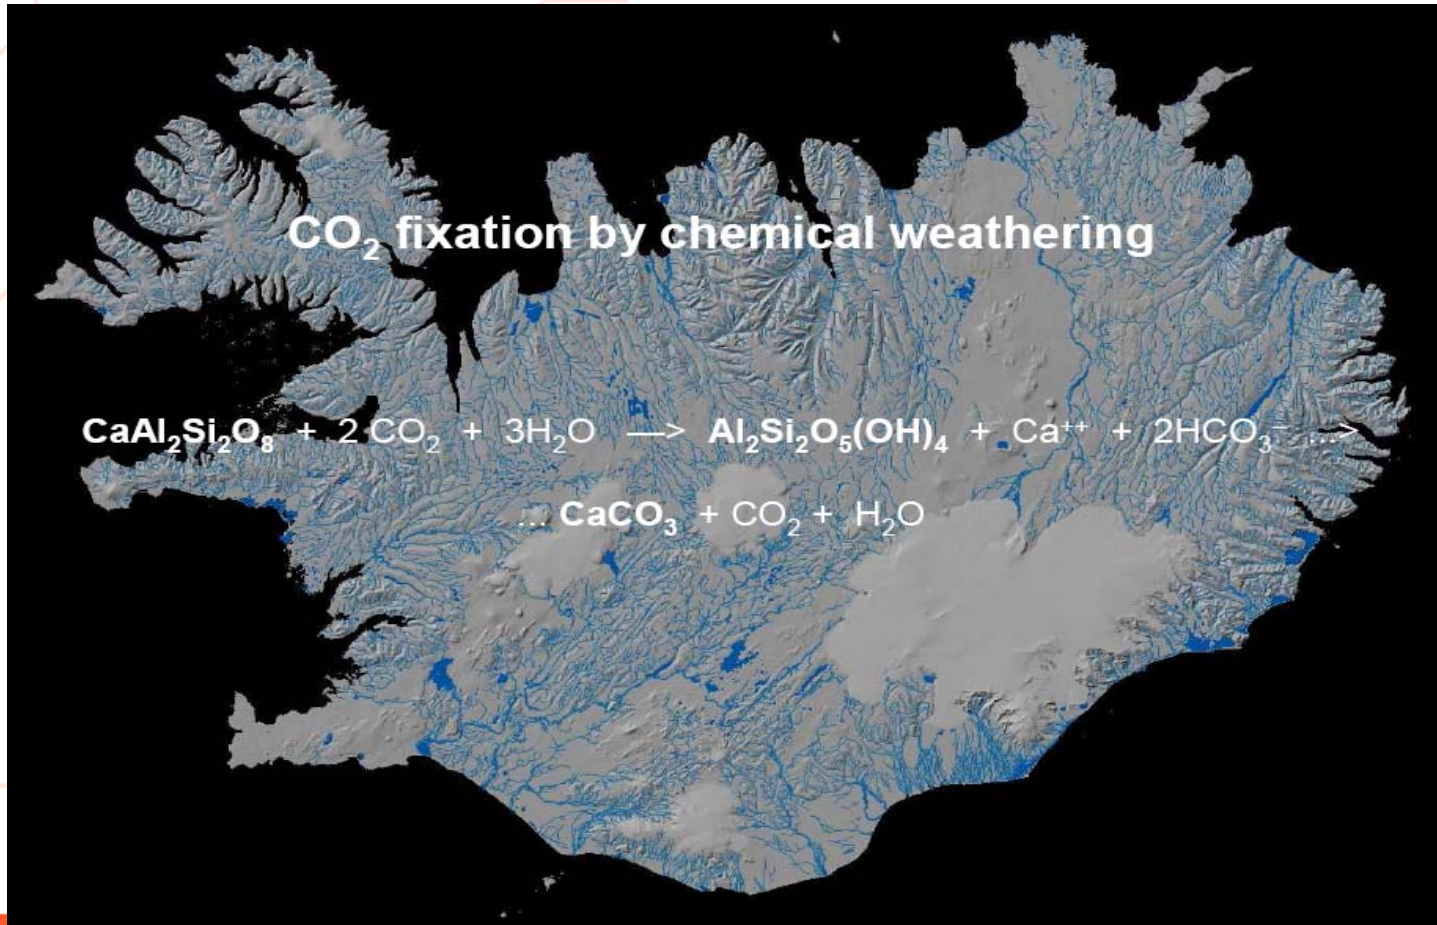 CO₂ fixation by chemical weathering
CaAl₂Si₂O₈ + 2 CO₂ + 3H₂O —> Al₂Si₂O₅(OH)₄ + Ca⁺⁺ + 2HCO₃⁻ ...>
... CaCO₃ + CO₂ + H₂O